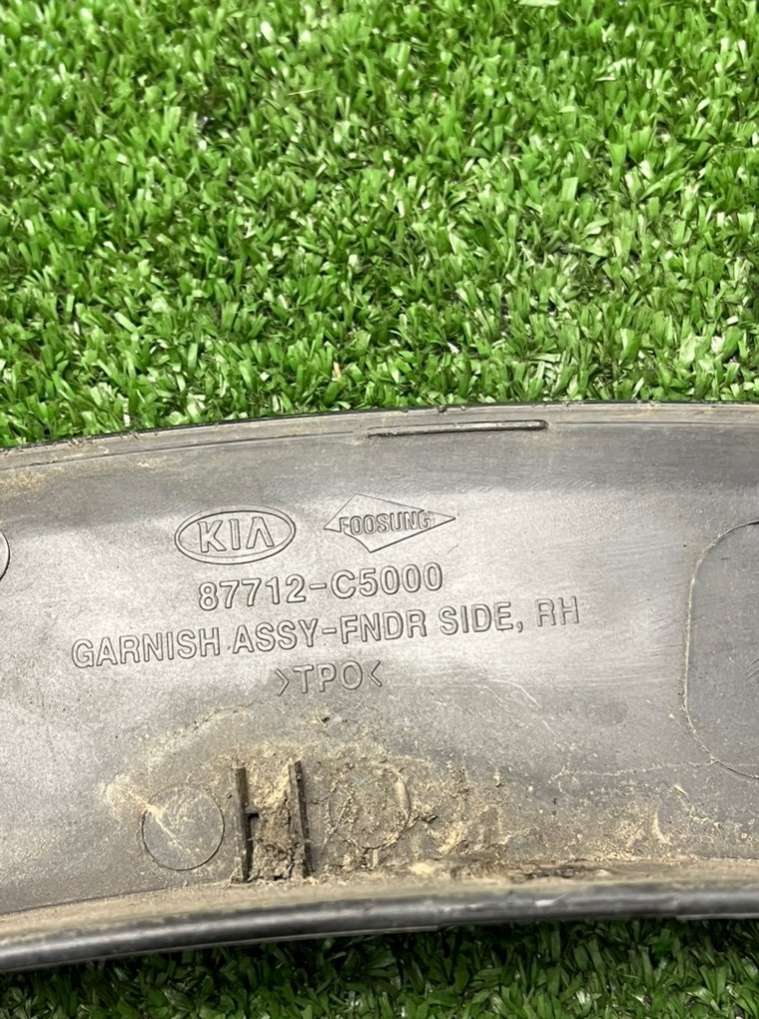 KIA FOOSUNG
87712-C5000
GARNISH ASSY-FNDR SIDE, RH
>TPO<